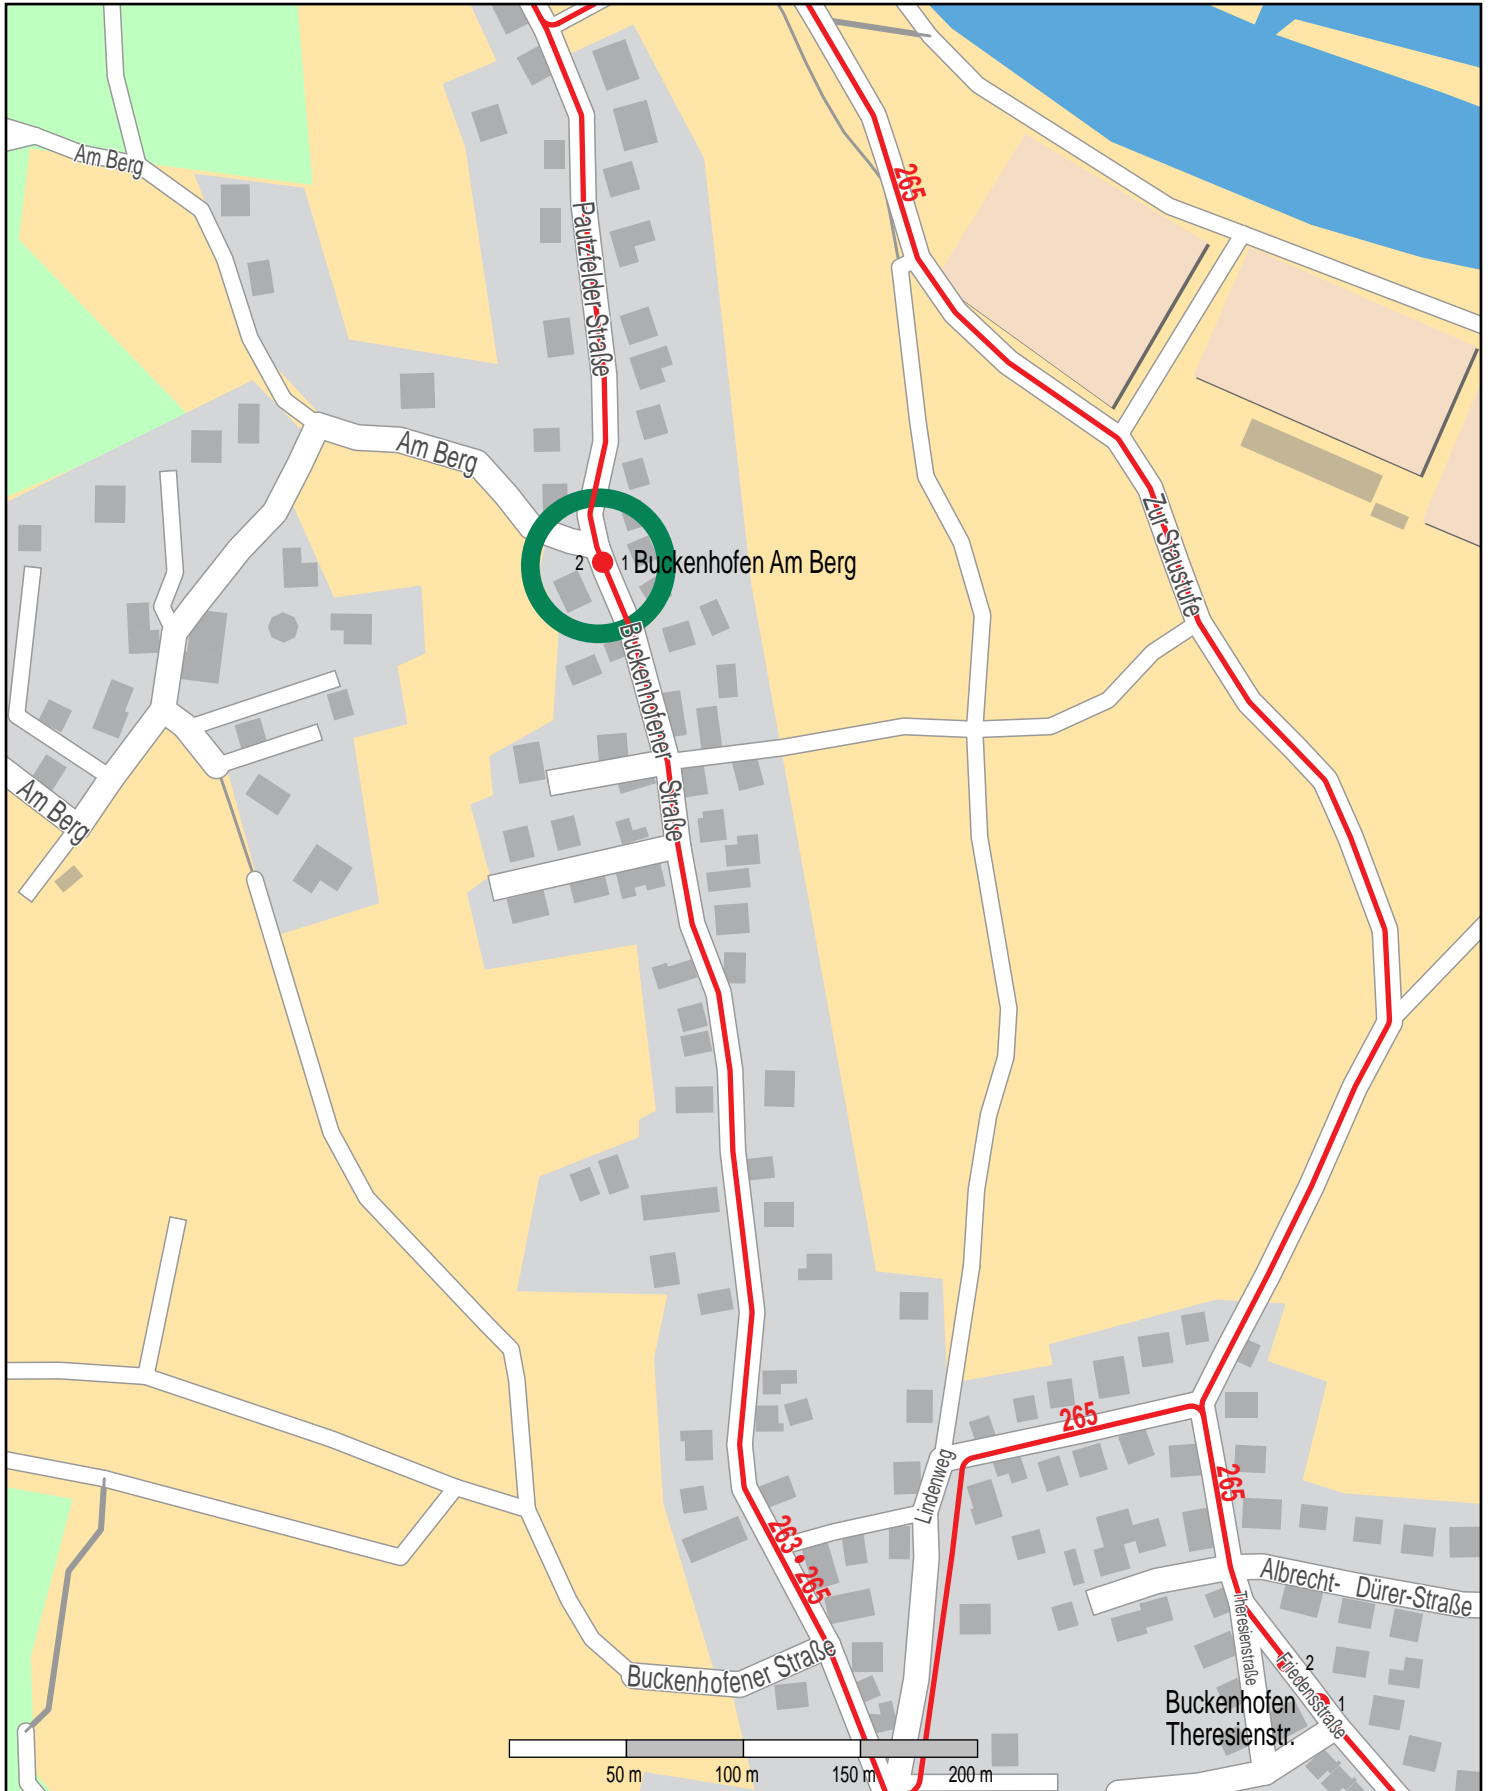 Am Berg
265
Pautzfelder Straße
Am Berg
Zur Staustufe
2
1
Buckenhofen Am Berg
Buckenhofener Straße
Am Berg
265
Lindenweg
265
263 • 265
Albrecht- Dürer-Straße
Theresienstraße
Friedensstraße
2
Buckenhofener Straße
1
Buckenhofen
Theresienstr.
50 m
100 m
150 m
200 m